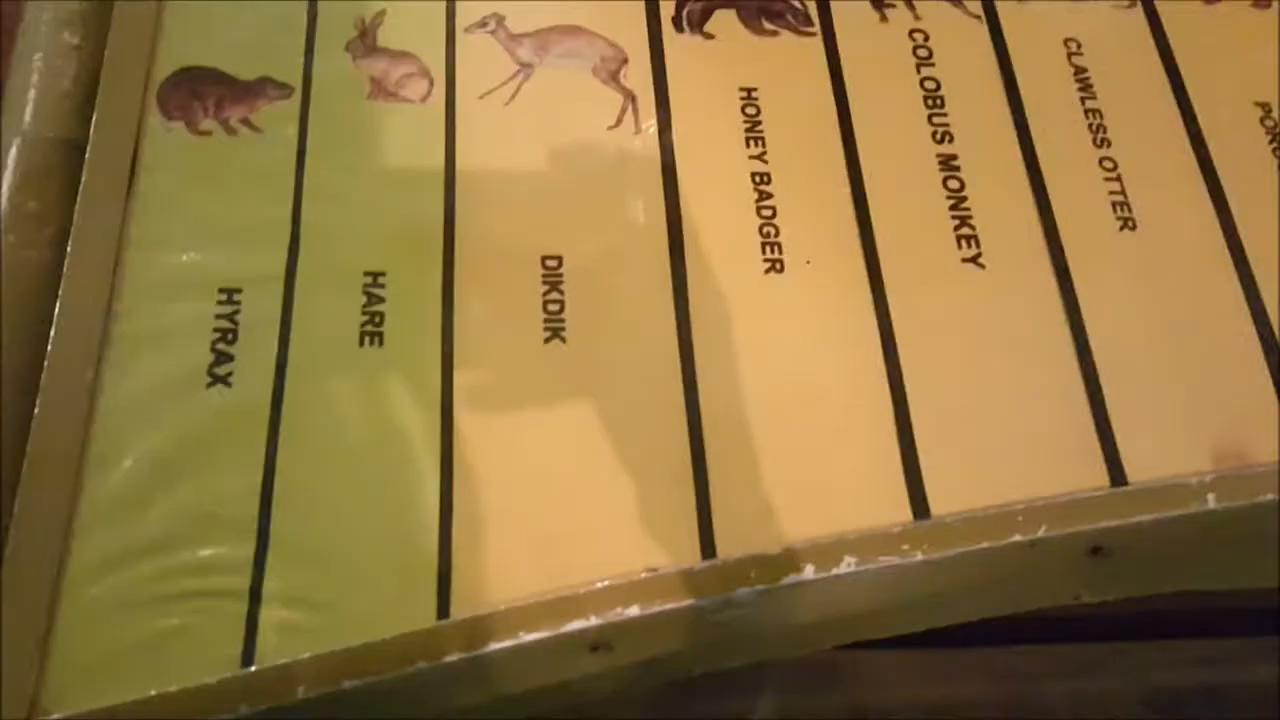 HYRAX
HARE
DIKDIK
HONEY BADGER
COLOBUS MONKEY
CLAWLESS OTTER